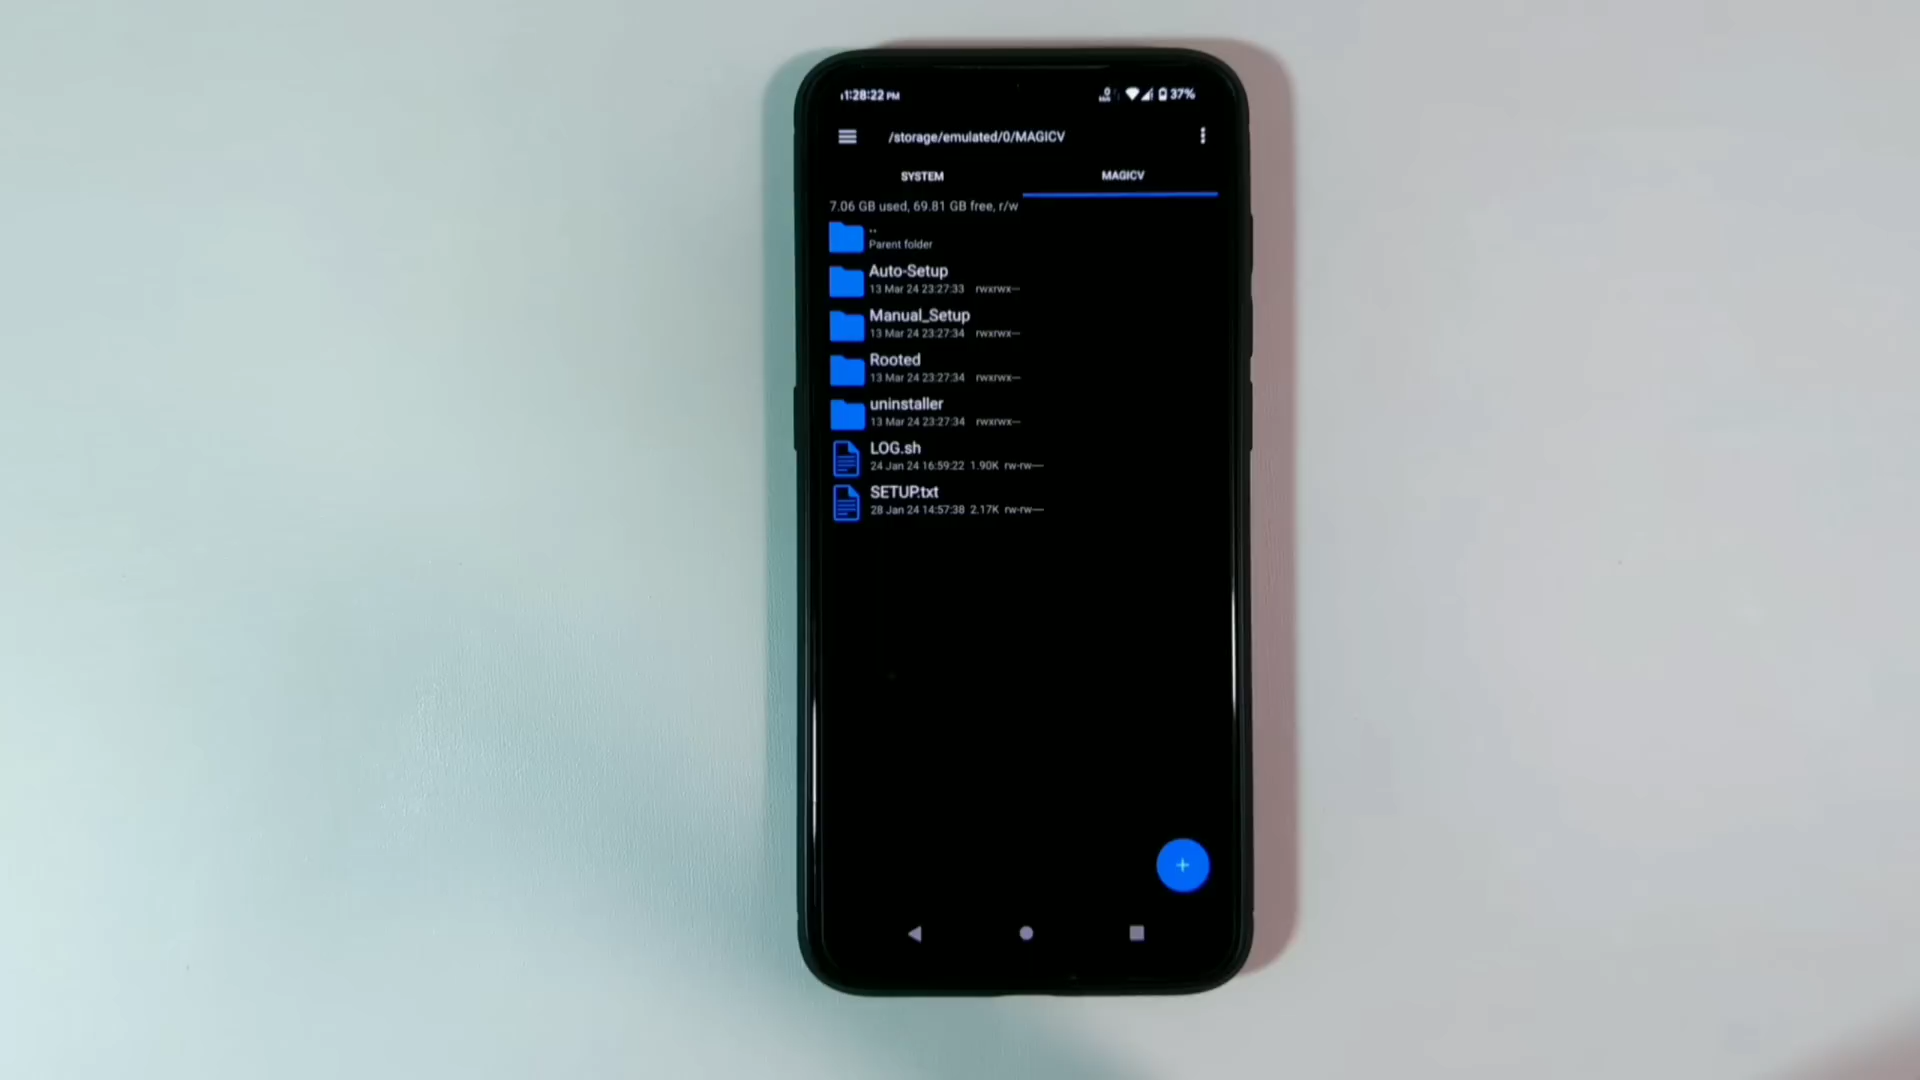 11:28:22 PM
37%
/storage/emulated/0/MAGICV
SYSTEM
MAGICV
7.06 GB used, 69.81 GB free, r/w
..
Parent folder
Auto-Setup
13 Mar 24 23:27:33 rwxrwx---
Manual_Setup
13 Mar 24 23:27:34 rwxrwx---
Rooted
13 Mar 24 23:27:34 rwxrwx---
uninstaller
13 Mar 24 23:27:34 rwxrwx---
LOG.sh
24 Jan 24 16:59:22 1.90K rw-rw----
SETUP.txt
28 Jan 24 14:57:38 2.17K rw-rw----